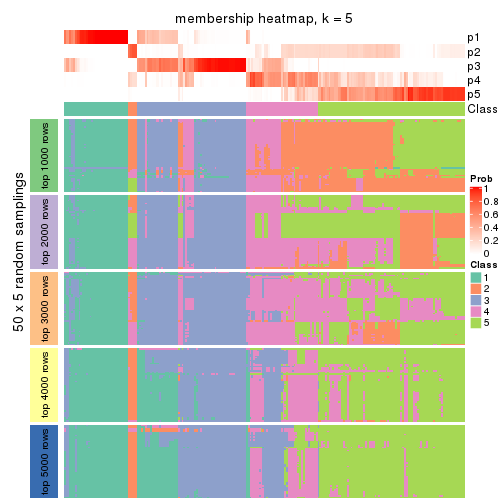 membership heatmap, k = 5
p1
p2
p3
p4
p5
Class
50 x 5 random samplings
top 1000 rows
top 2000 rows
top 3000 rows
top 4000 rows
top 5000 rows
Prob
1
0.8
0.6
0.4
0.2
0
Class
1
2
3
4
5